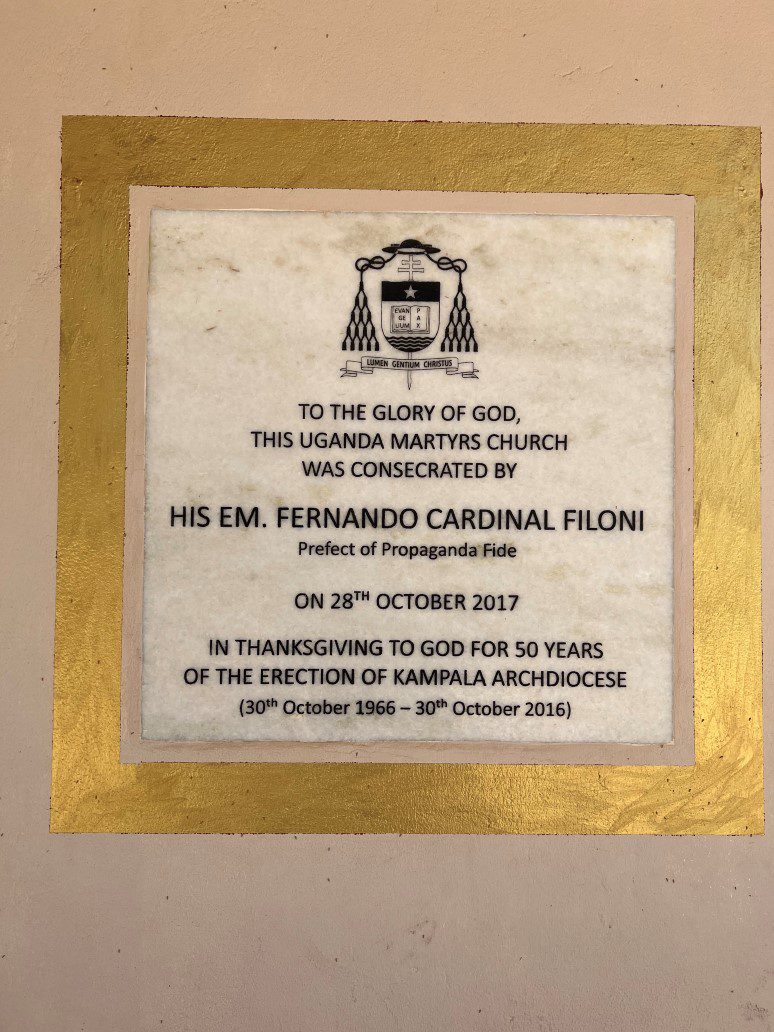 EVAN
GE
LIUM
P
A
X
LUMEN GENTIUM CHRISTUS
TO THE GLORY OF GOD,
THIS UGANDA MARTYRS CHURCH
WAS CONSECRATED BY
HIS EM. FERNANDO CARDINAL FILONI
Prefect of Propaganda Fide
ON 28TH OCTOBER 2017
IN THANKSGIVING TO GOD FOR 50 YEARS
OF THE ERECTION OF KAMPALA ARCHDIOCESE
(30th October 1966 – 30th October 2016)